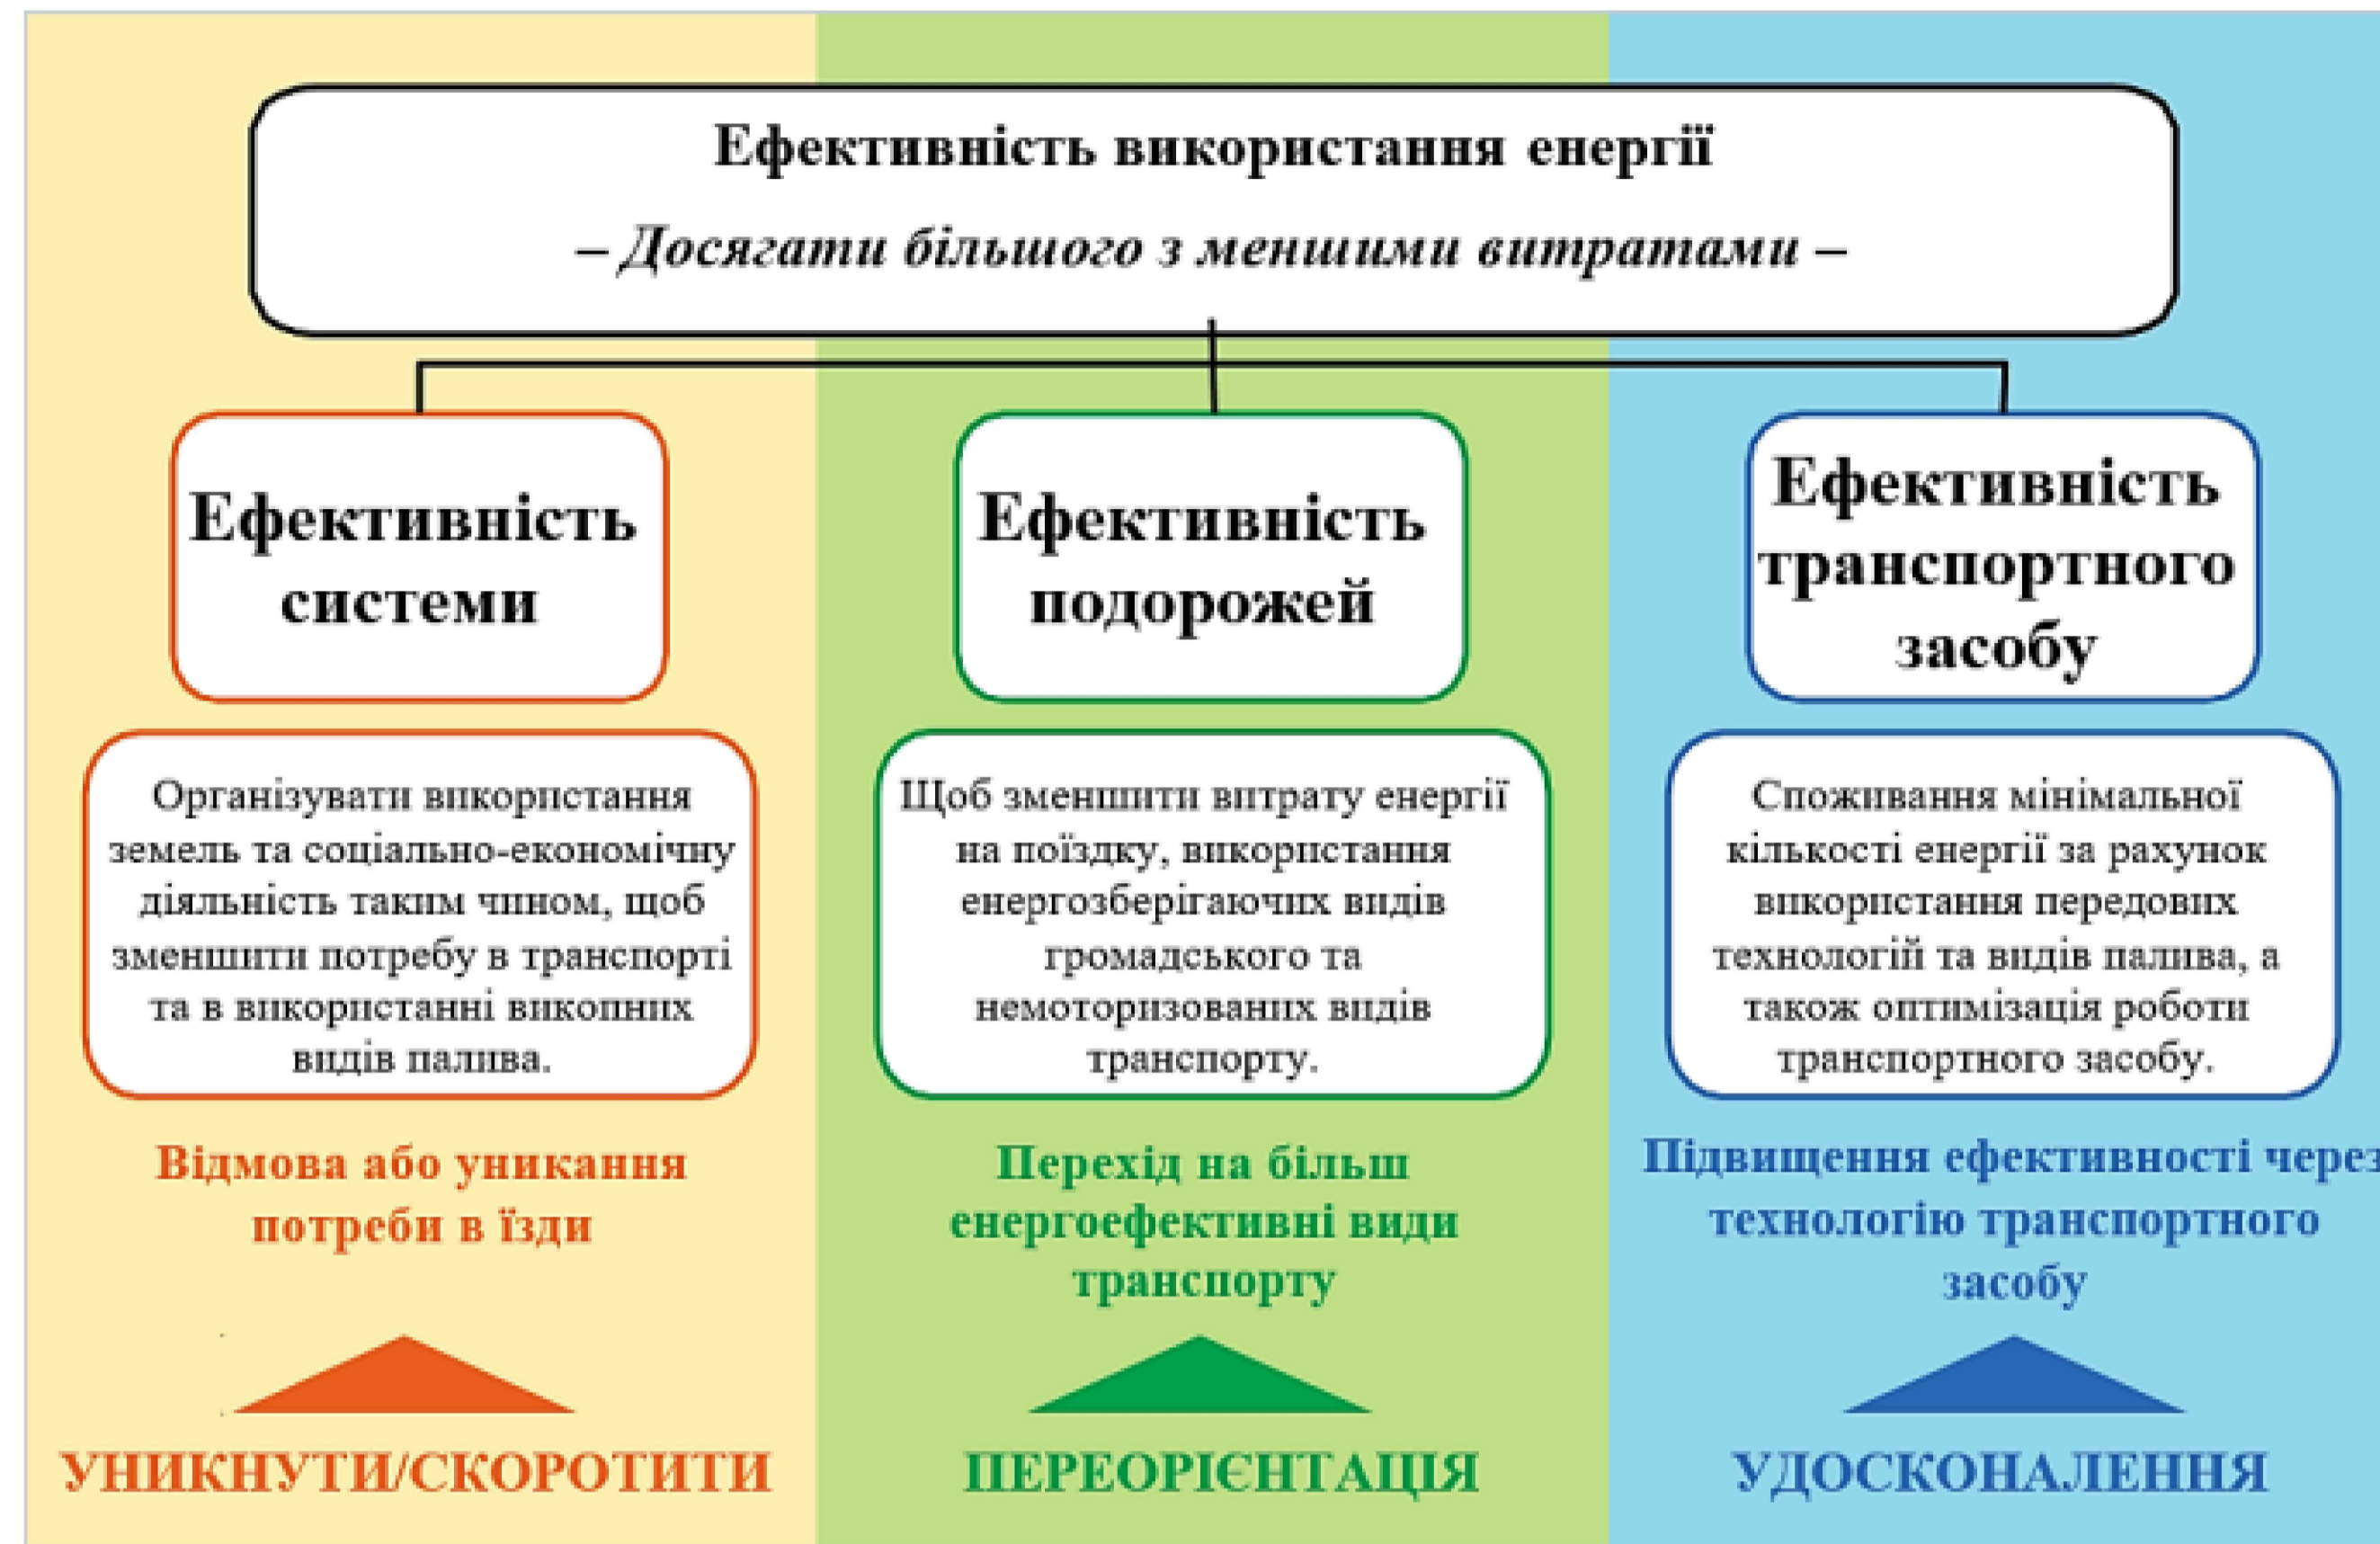 Ефективність використання енергії
– Досягати більшого з меншими витратами –
Ефективність
системи
Організувати використання
земель та соціально-економічну
діяльність таким чином, щоб
зменшити потребу в транспорті
та в використанні викопних
видів палива.
Відмова або уникання
потреби в їзди
УНИКНУТИ/СКОРОТИТИ
Ефективність
подорожей
Щоб зменшити витрату енергії
на поїздку, використання
енергозберігаючих видів
громадського та
немоторизованих видів
транспорту.
Перехід на більш
енергоефективні види
транспорту
ПЕРЕОРІЄНТАЦІЯ
Ефективність
транспортного
засобу
Споживання мінімальної
кількості енергії за рахунок
використання передових
технологій та видів палива, а
також оптимізація роботи
транспортного засобу.
Підвищення ефективності через
технологію транспортного
засобу
УДОСКОНАЛЕННЯ